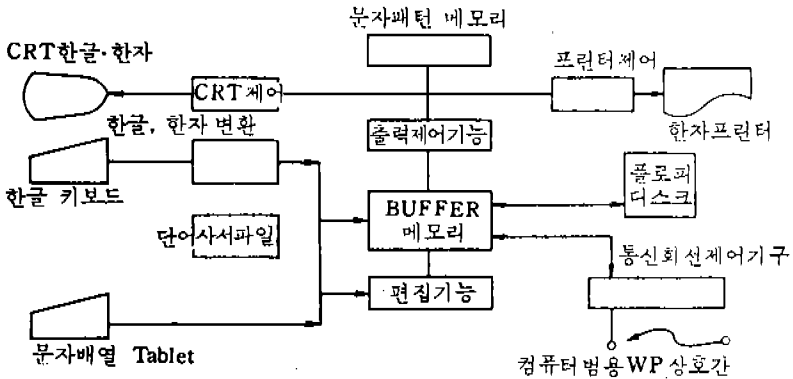 문자패턴 메모리
CRT한글·한자
프린터제어
CRT제어
한글, 한자 변환
출력제어기능
한자프린터
한글 키보드
플로피
디스크
BUFFER
메모리
단어사서파일
통신회선제어기구
편집기능
문자배열 Tablet
컴퓨터범용WP상호간